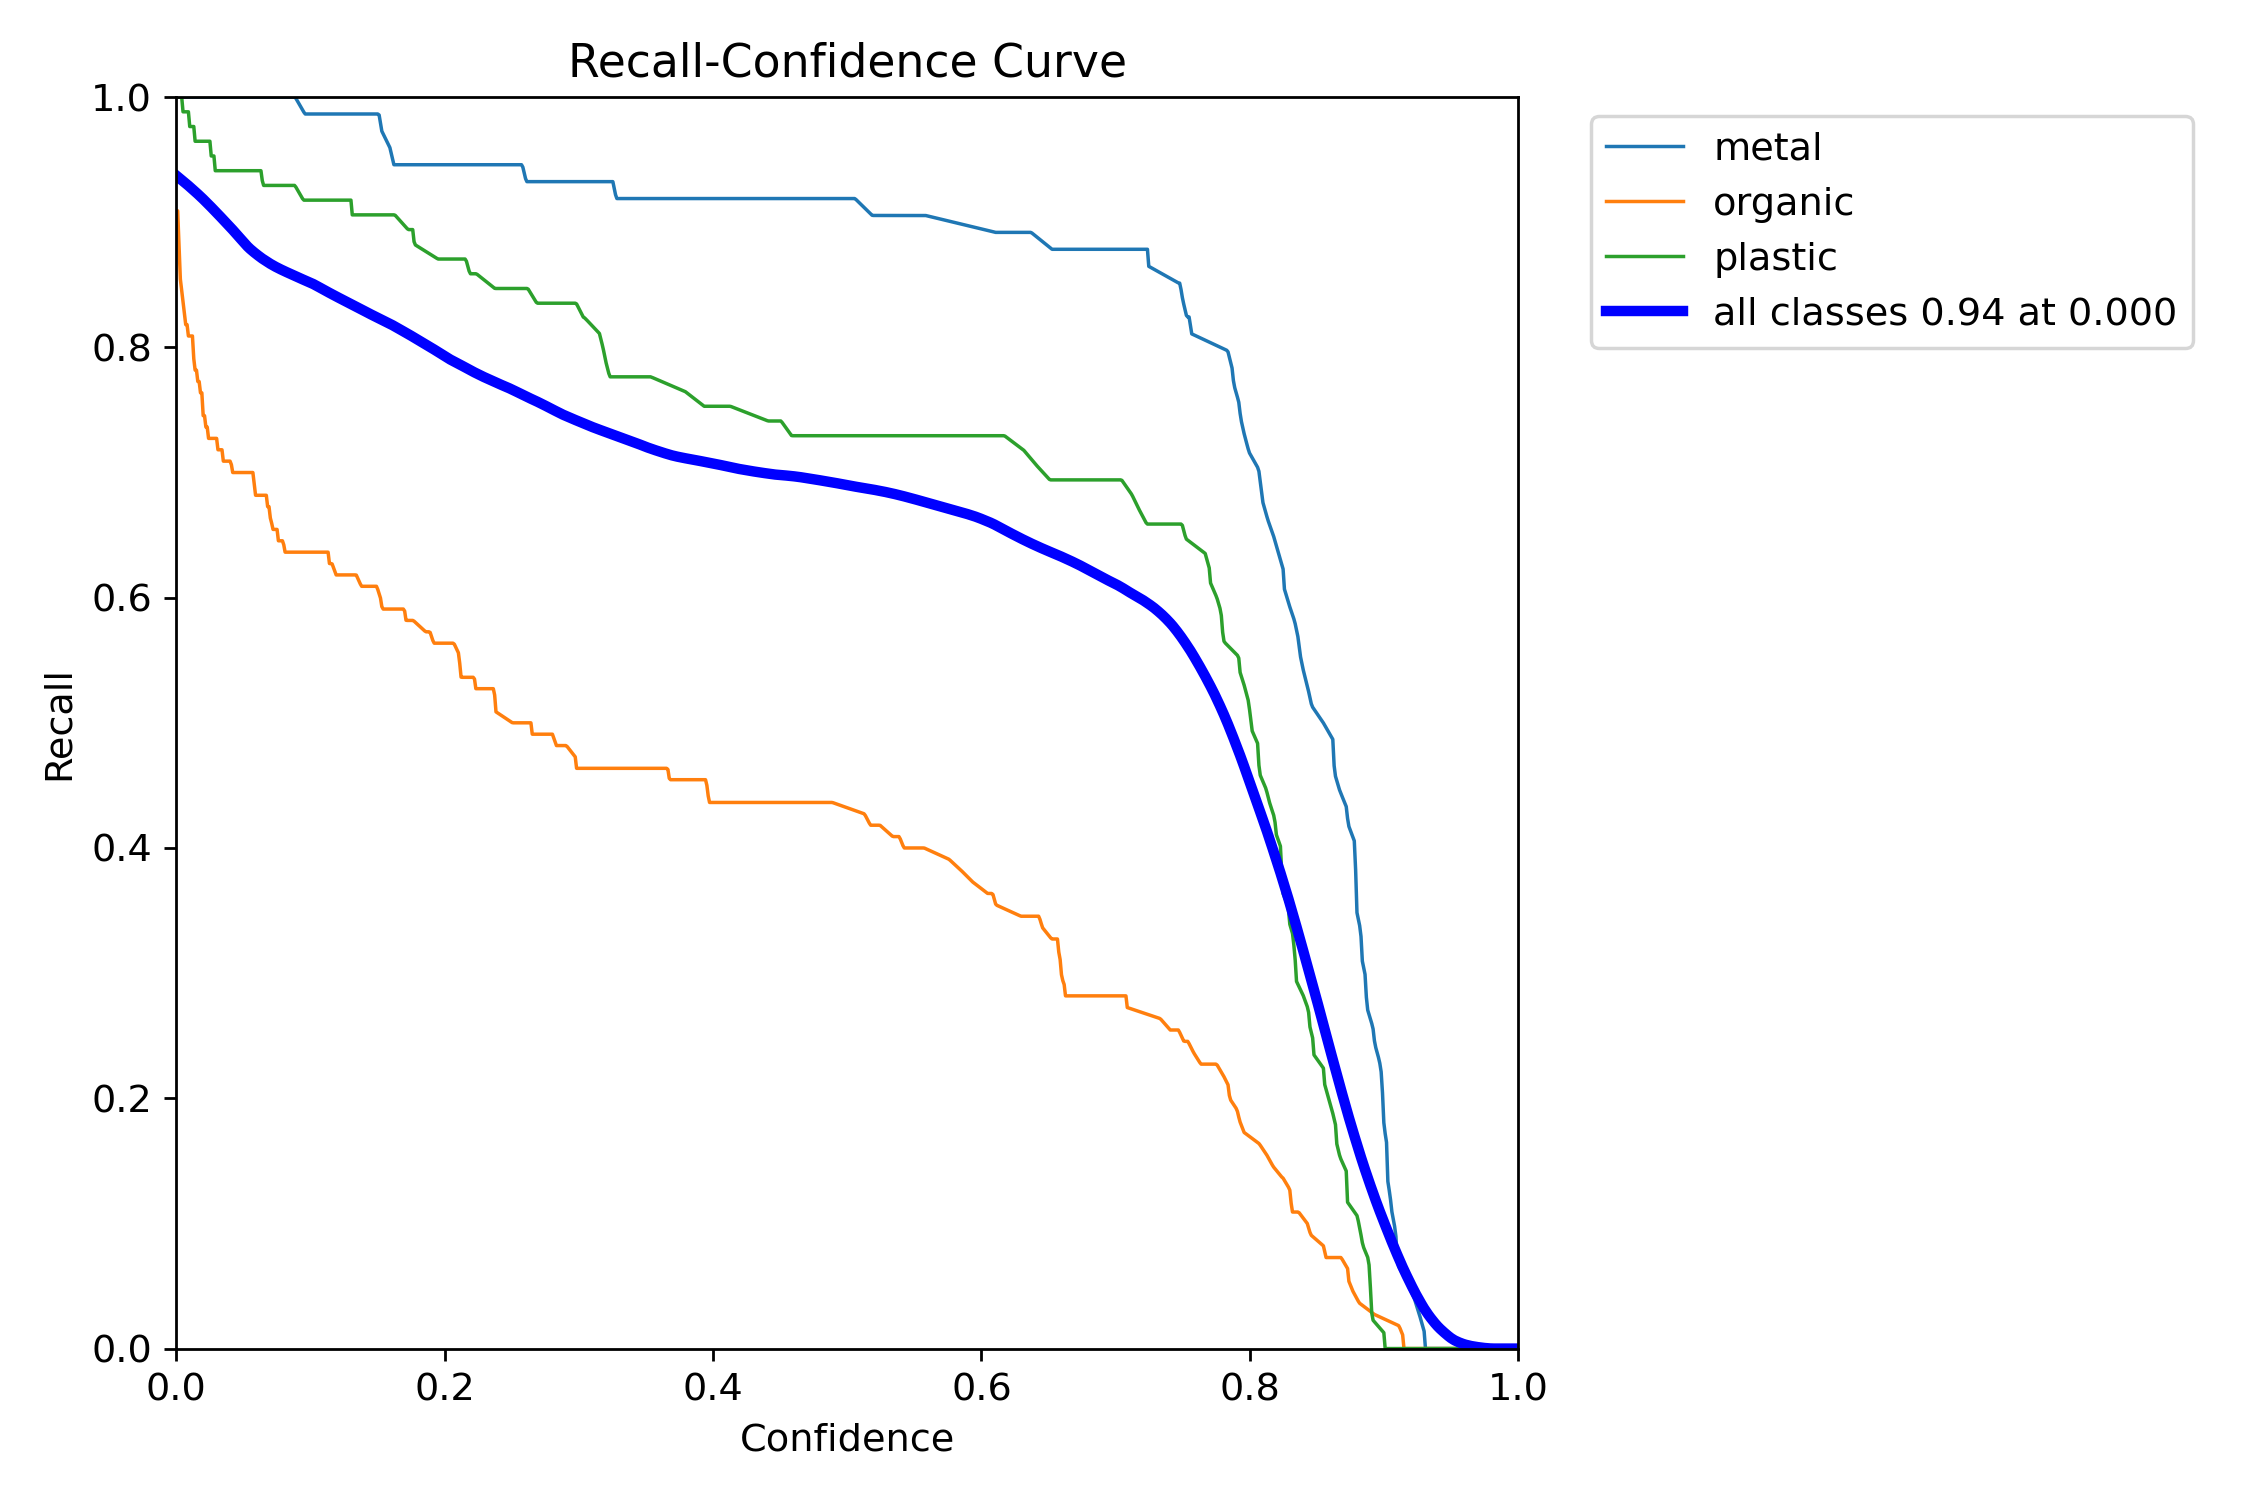 Recall-Confidence Curve
1.0
0.8
0.6
0.4
0.2
0.0
Recall
0.0 0.2 0.4 0.6 0.8 1.0
Confidence
metal
organic
plastic
all classes 0.94 at 0.000